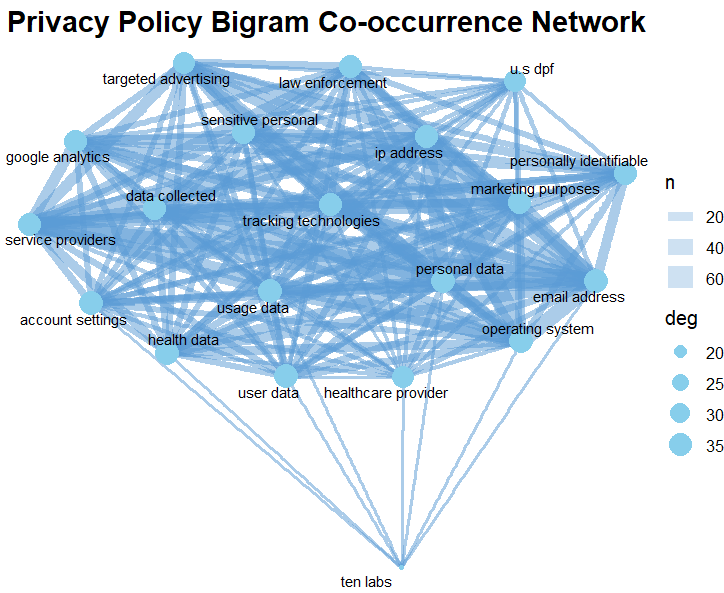 Privacy Policy Bigram Co-occurrence Network
u.s dpf
targeted advertising
law enforcement
sensitive personal
ip address
google analytics
personally identifiable
data collected
marketing purposes
tracking technologies
service providers
personal data
email address
usage data
account settings
operating system
health data
user data
healthcare provider
ten labs
n
20
40
60
deg
20
25
30
35